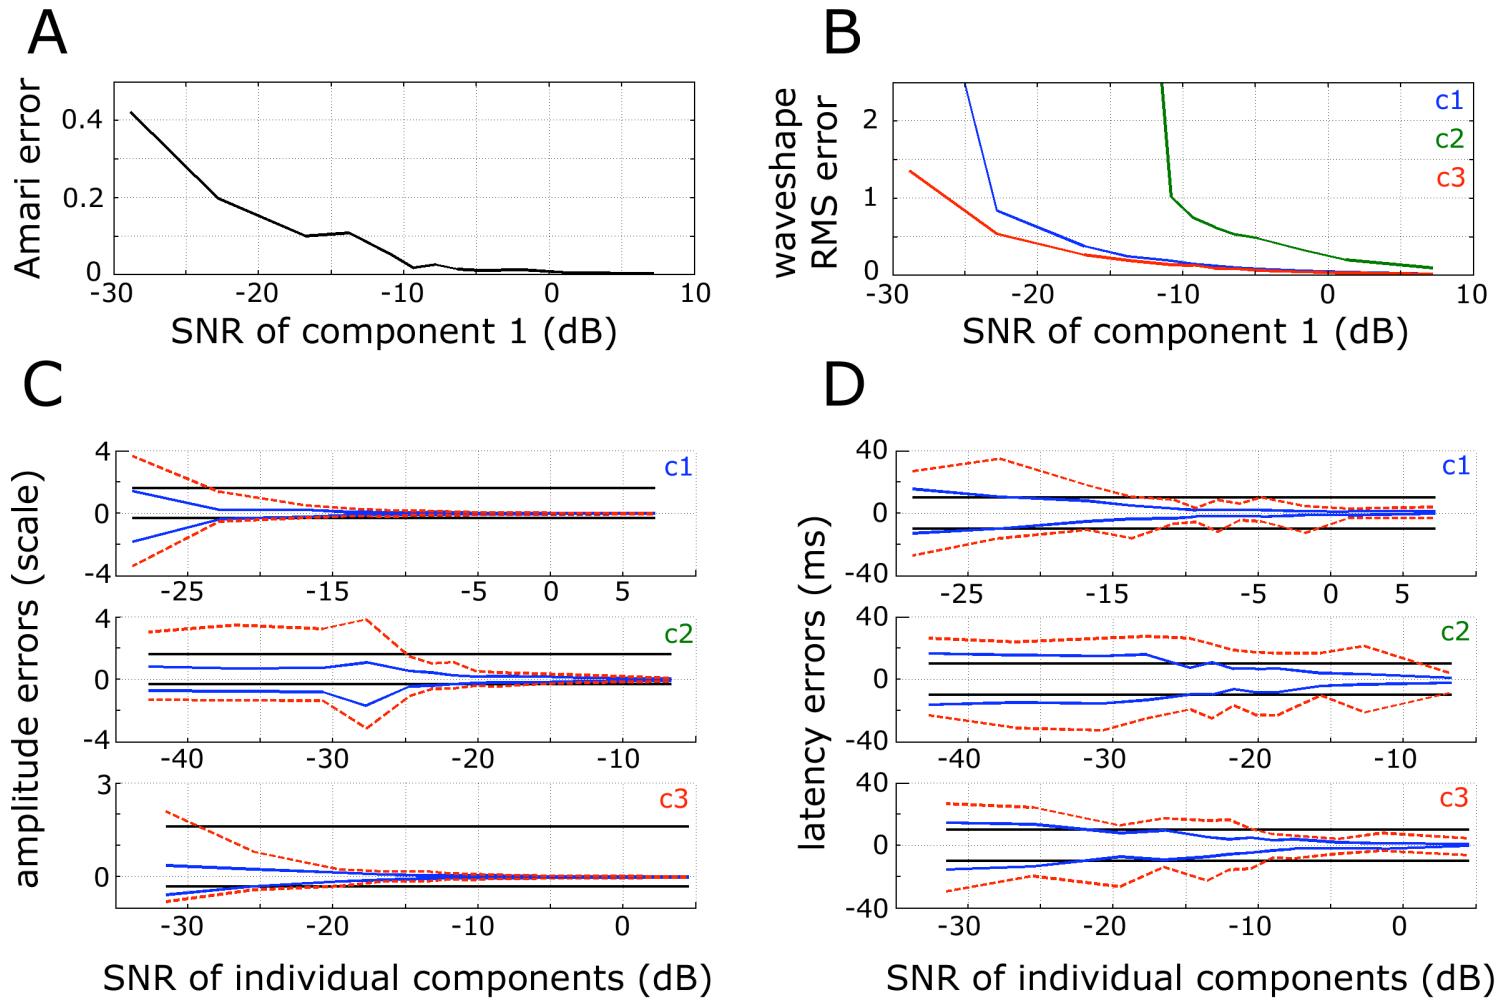 A
Amari error
0.4
0.2
0
-30 -20 -10 0 10
SNR of component 1 (dB)
B
waveshape
RMS error
2
1
0
c1
c2
c3
-30 -20 -10 0 10
SNR of component 1 (dB)
C
amplitude errors (scale)
4
0
-4
c1
-25 -15 -5 0 5
4
0
-4
c2
-40 -30 -20 -10
3
0
c3
-30 -20 -10 0
SNR of individual components (dB)
D
latency errors (ms)
40
0
-40
c1
-25 -15 -5 0 5
40
0
-40
c2
-40 -30 -20 -10
40
0
-40
c3
-30 -20 -10 0
SNR of individual components (dB)